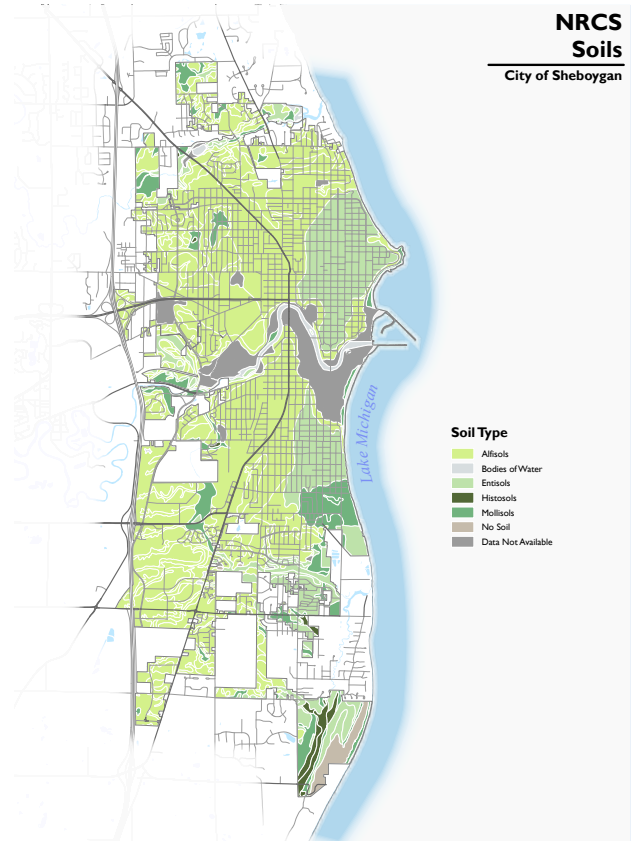 NRCS
Soils
City of Sheboygan
Lake Michigan
Soil Type
Alfisols
Bodies of Water
Entisols
Histosols
Mollisols
No Soil
Data Not Available